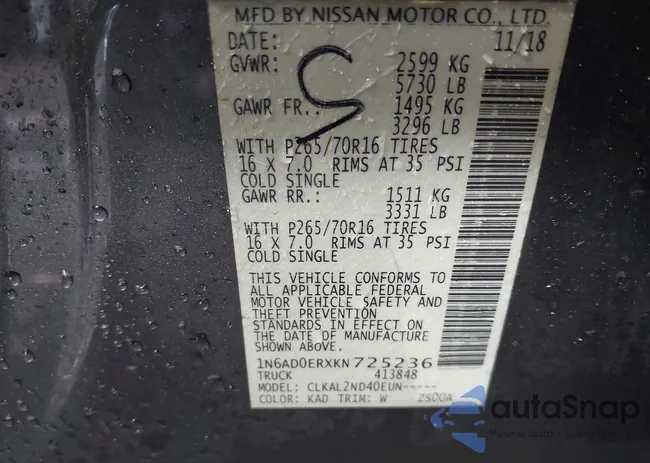 MFD BY NISSAN MOTOR CO., LTD.
DATE: 11/18
GVWR: 2599 KG
5730 LB
GAWR FR.: 1495 KG
3296 LB
WITH P265/70R16 TIRES
16 X 7.0 RIMS AT 35 PSI
COLD SINGLE
GAWR RR.: 1511 KG
3331 LB
WITH P265/70R16 TIRES
16 X 7.0 RIMS AT 35 PSI
COLD SINGLE
THIS VEHICLE CONFORMS TO
ALL APPLICABLE FEDERAL
MOTOR VEHICLE SAFETY AND
THEFT PREVENTION
STANDARDS IN EFFECT ON
THE DATE OF MANUFACTURE
SHOWN ABOVE.
1N6AD0ERXKN725236
TRUCK 413848
MODEL: CLKAL2ND40EUN-----
COLOR: KAD TRIM: W 2S00A
autoSnap